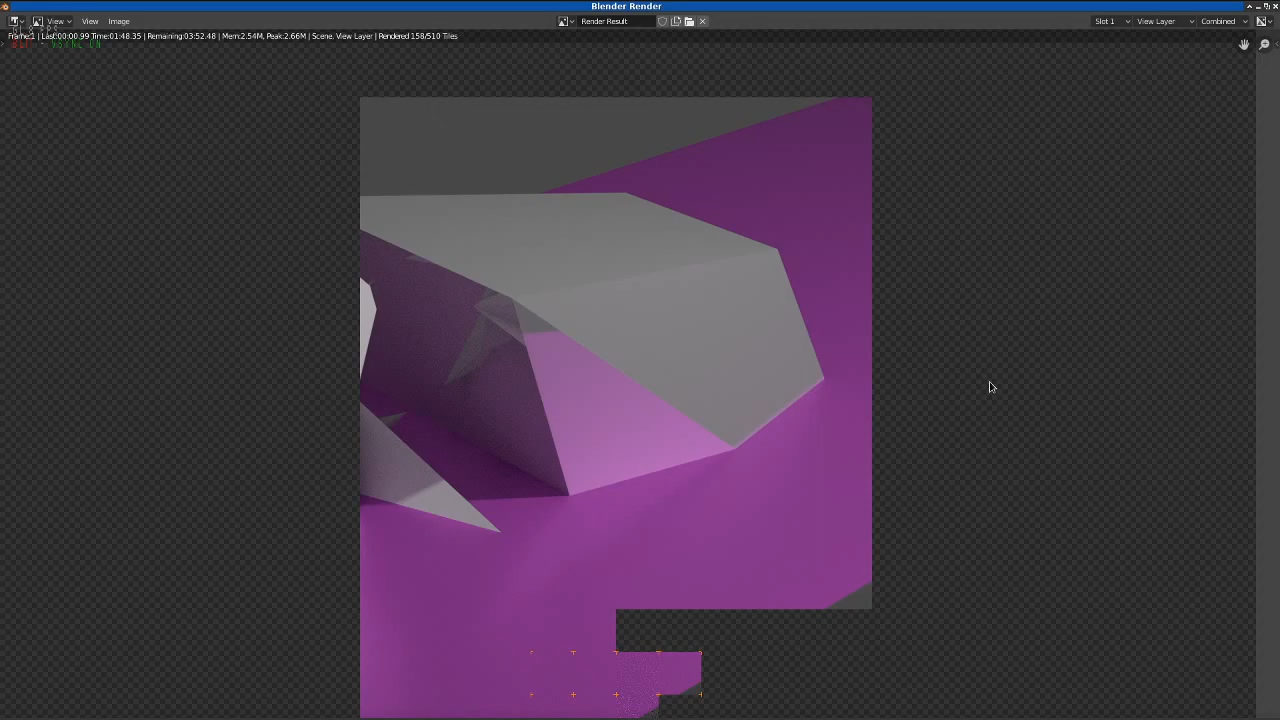 Blender Render
View View Image Render Result Slot 1 View Layer Combined
Frame:1 | Last:00:00.99 Time:01:48.35 | Remaining:03:52.48 | Mem:2.54M, Peak:2.66M | Scene, View Layer | Rendered 158/510 Tiles
VSYNC ON